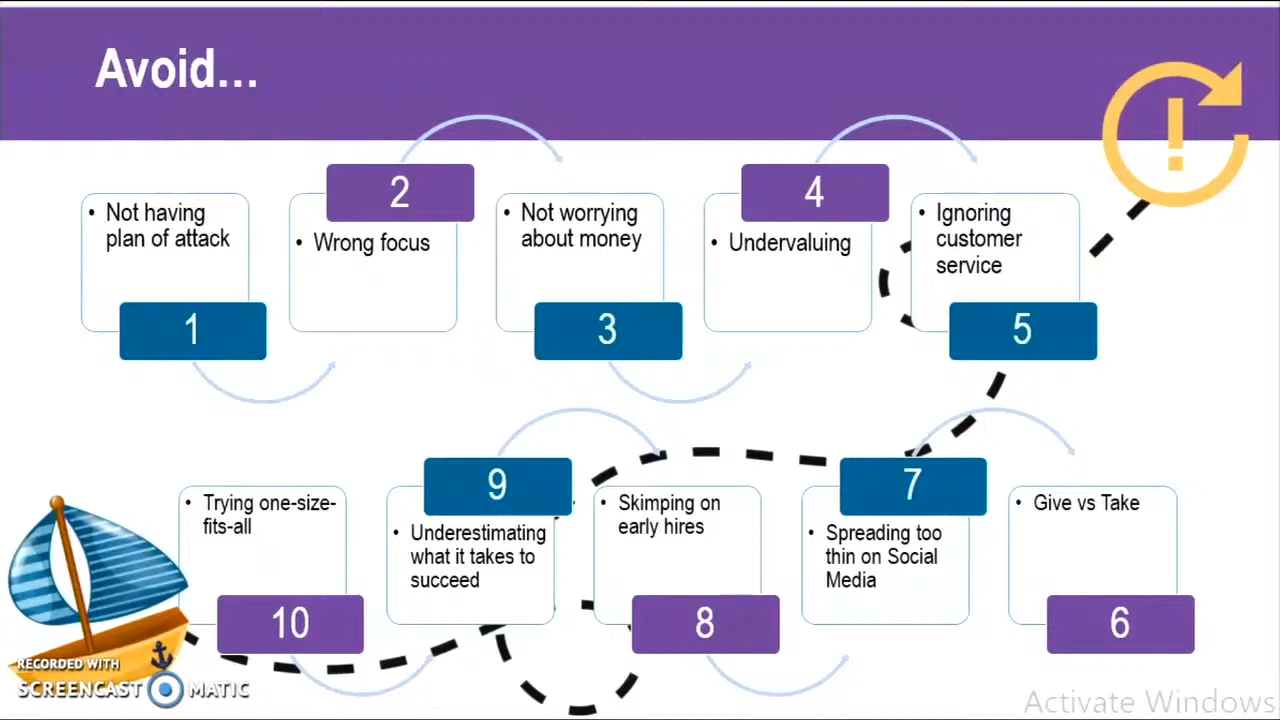 Avoid...
2
4
• Not having
plan of attack
• Wrong focus
• Not worrying
about money
• Undervaluing
• Ignoring
customer
service
1
3
5
9
7
• Trying one-size-
fits-all
• Underestimating
what it takes to
succeed
• Skimping on
early hires
• Spreading too
thin on Social
Media
• Give vs Take
10
8
6
RECORDED WITH
SCREENCAST MATIC
Activate Windows